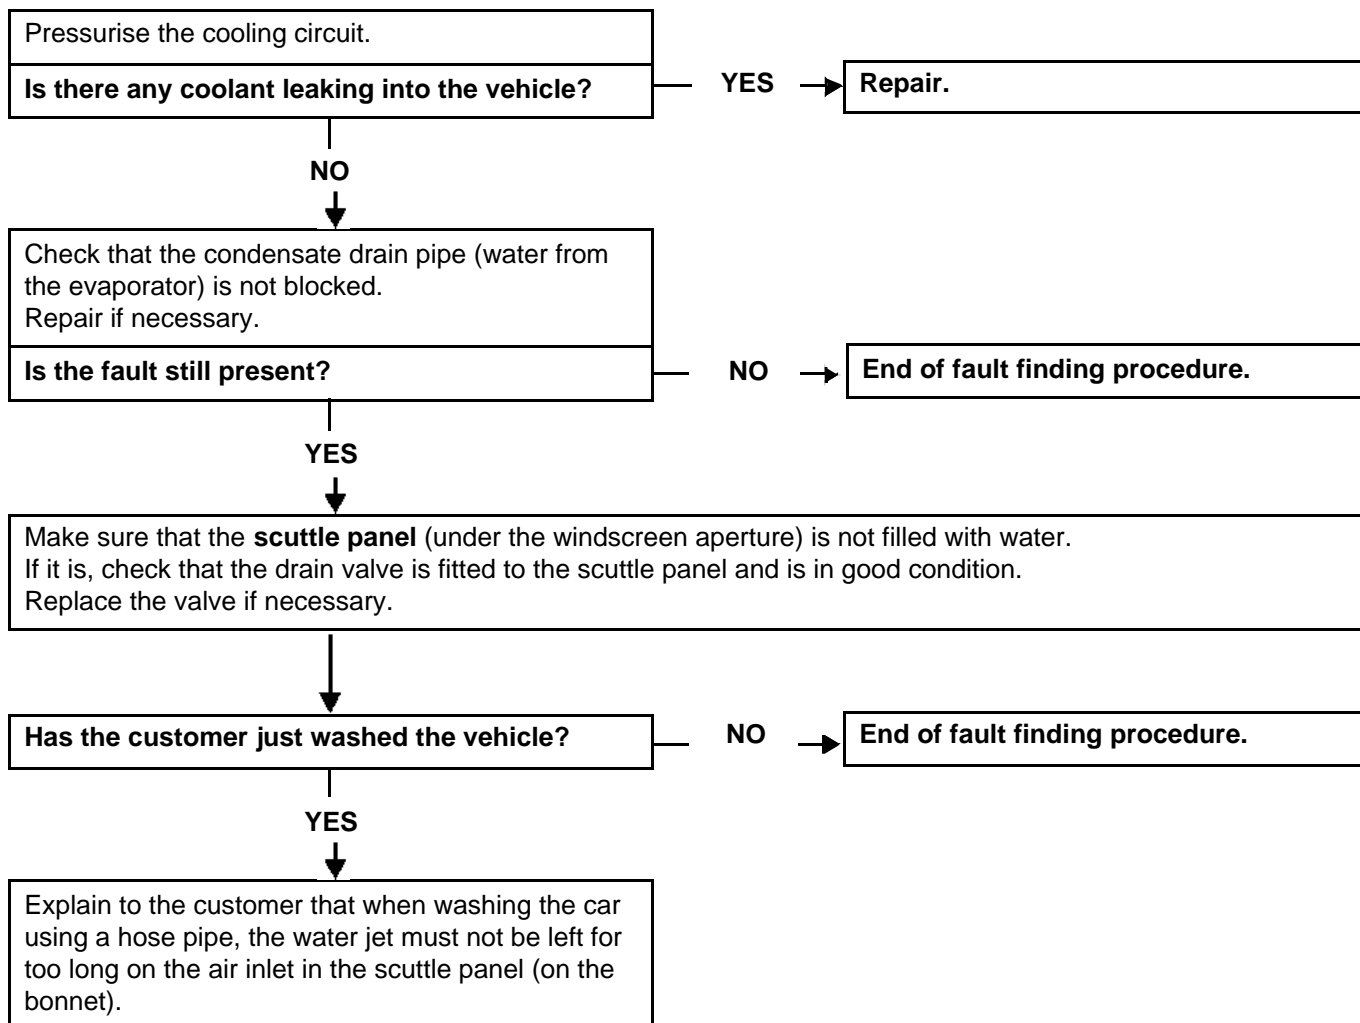 Pressurise the cooling circuit.
Is there any coolant leaking into the vehicle?
YES
Repair.
NO
Check that the condensate drain pipe (water from
the evaporator) is not blocked.
Repair if necessary.
Is the fault still present?
NO
End of fault finding procedure.
YES
Make sure that the scuttle panel (under the windscreen aperture) is not filled with water.
If it is, check that the drain valve is fitted to the scuttle panel and is in good condition.
Replace the valve if necessary.
Has the customer just washed the vehicle?
NO
End of fault finding procedure.
YES
Explain to the customer that when washing the car
using a hose pipe, the water jet must not be left for
too long on the air inlet in the scuttle panel (on the
bonnet).